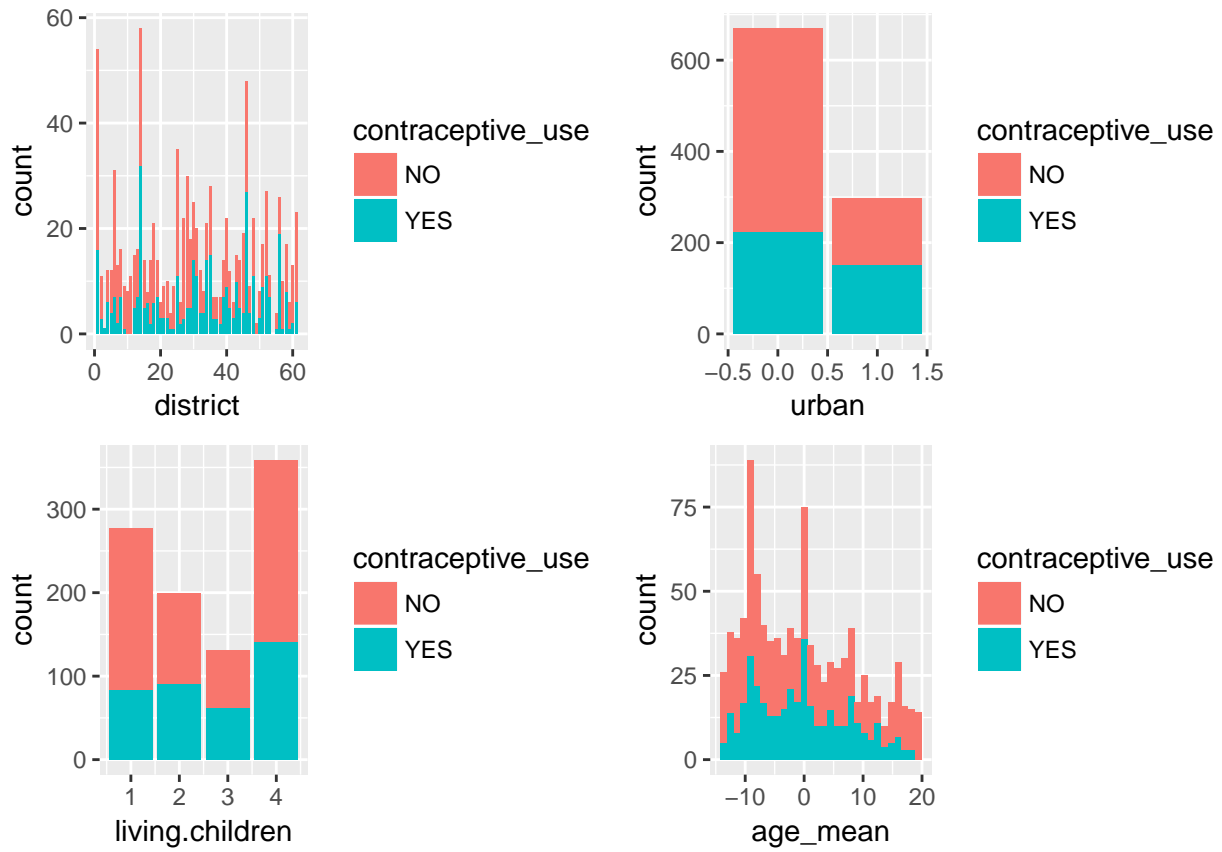 60
40
20
0
count
0 20 40 60
district
contraceptive_use
NO
YES
600
400
200
0
count
−0.5 0.0 0.5 1.0 1.5
urban
contraceptive_use
NO
YES
300
200
100
0
count
1 2 3 4
living.children
contraceptive_use
NO
YES
75
50
25
0
count
−10 0 10 20
age_mean
contraceptive_use
NO
YES